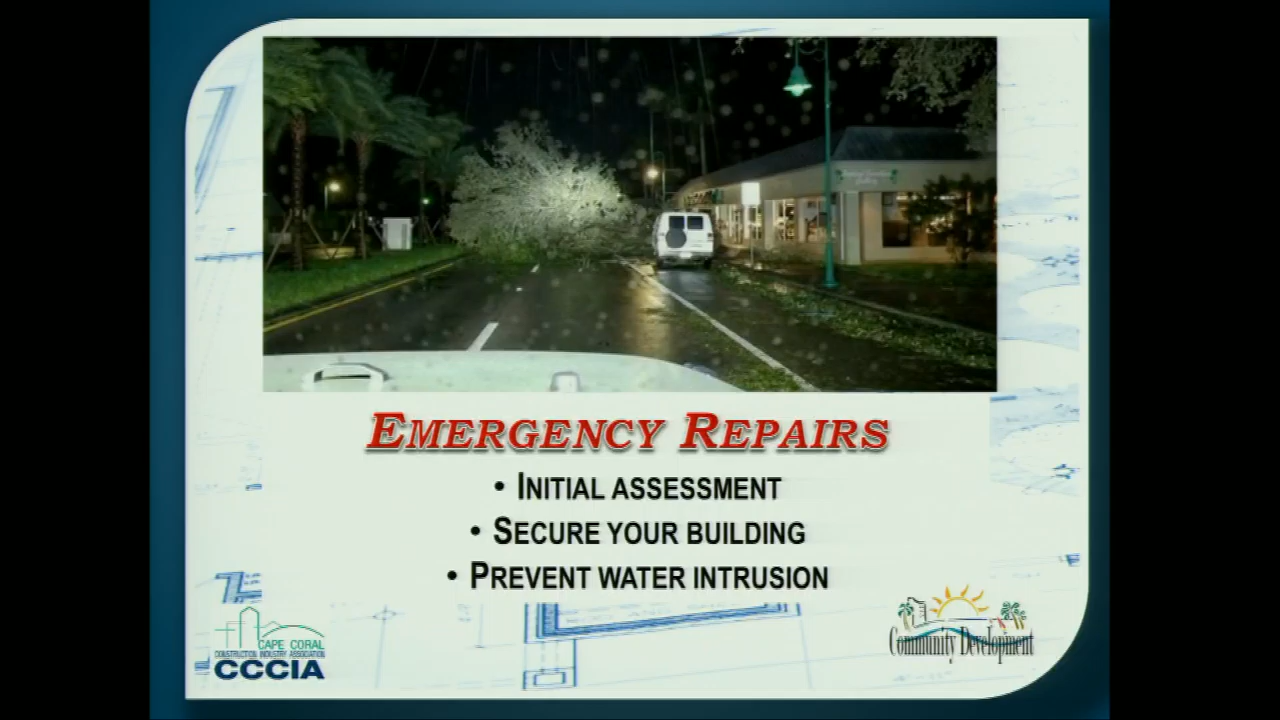 EMERGENCY REPAIRS
• INITIAL ASSESSMENT
• SECURE YOUR BUILDING
• PREVENT WATER INTRUSION
CAPE CORAL
CONSTRUCTION INDUSTRY ASSOCIATION
CCCIA
Community Development